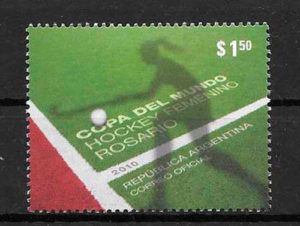 $1.50
COPA DEL MUNDO
HOCKEY FEMENINO
ROSARIO
2010
REPÚBLICA ARGENTINA
CORREO OFICIAL